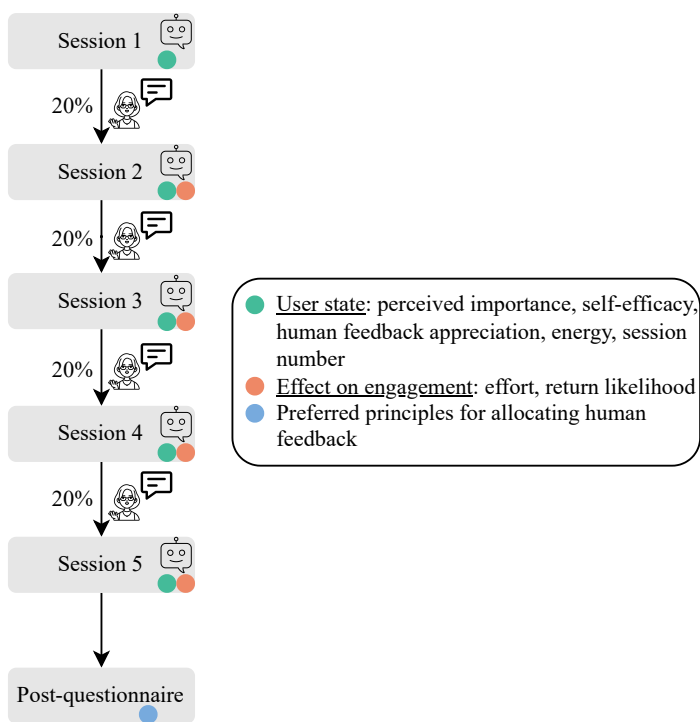 Session 1
20%
Session 2
20%
Session 3
20%
Session 4
20%
Session 5
Post-questionnaire
User state: perceived importance, self-efficacy,
human feedback appreciation, energy, session
number
Effect on engagement: effort, return likelihood
Preferred principles for allocating human
feedback